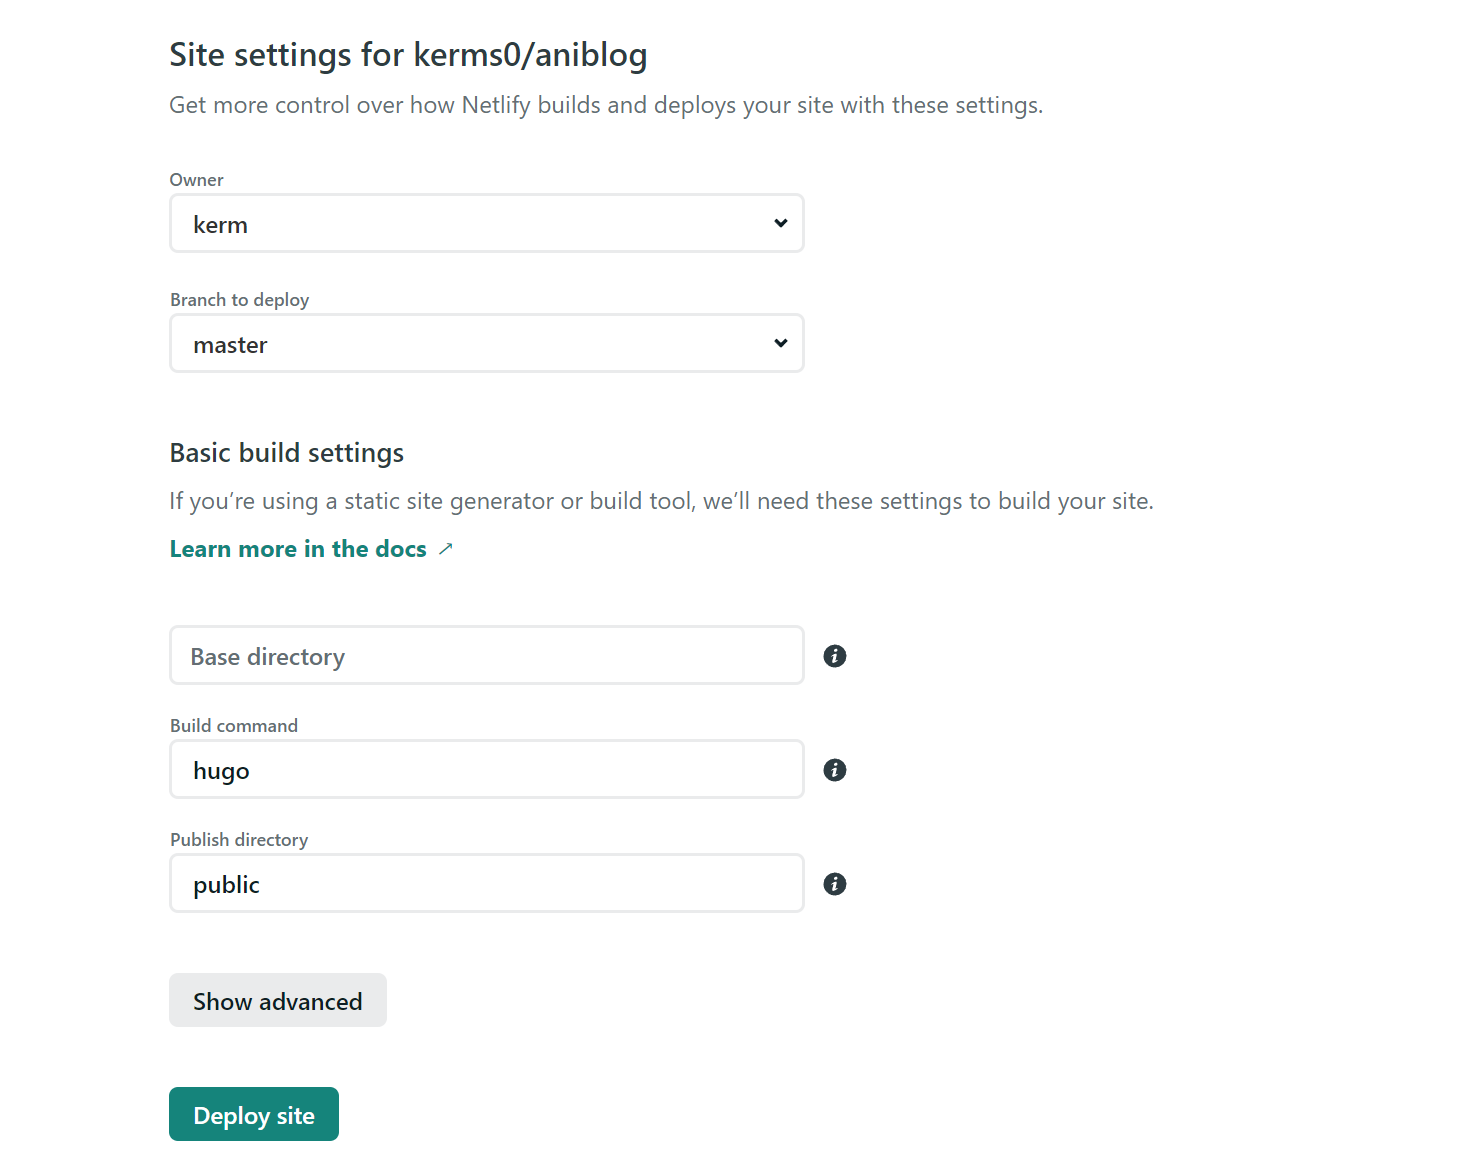 Site settings for kerms0/aniblog
Get more control over how Netlify builds and deploys your site with these settings.
Owner
kerm
Branch to deploy
master
Basic build settings
If you’re using a static site generator or build tool, we’ll need these settings to build your site.
Learn more in the docs ↗
Base directory
Build command
hugo
Publish directory
public
Show advanced
Deploy site